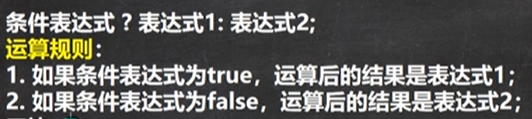 条件表达式 ? 表达式1: 表达式2;
运算规则：
1. 如果条件表达式为true，运算后的结果是表达式1；
2. 如果条件表达式为false，运算后的结果是表达式2；